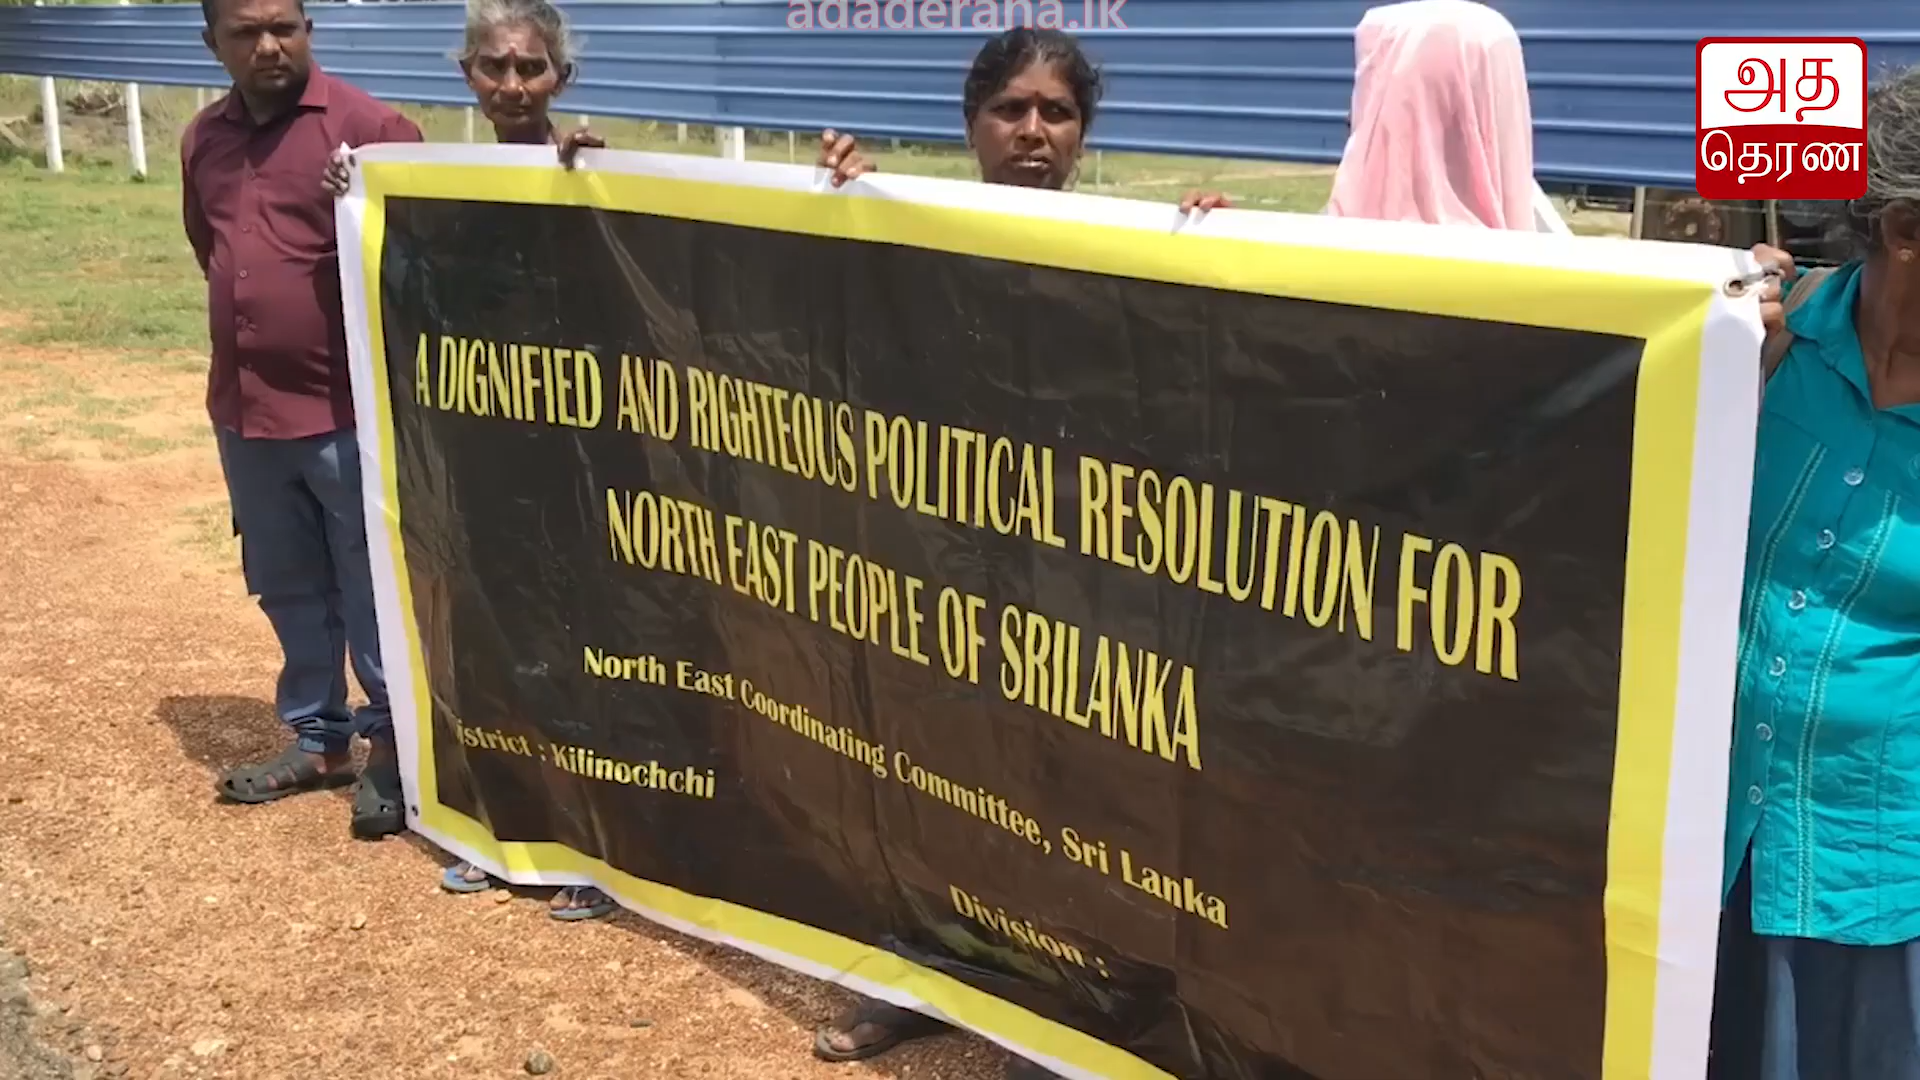 adaderana.lk
அத
தெரண
A DIGNIFIED AND RIGHTEOUS POLITICAL RESOLUTION FOR
NORTH EAST PEOPLE OF SRILANKA
North East Coordinating Committee, Sri Lanka
istrict : Kilinochchi
Division :